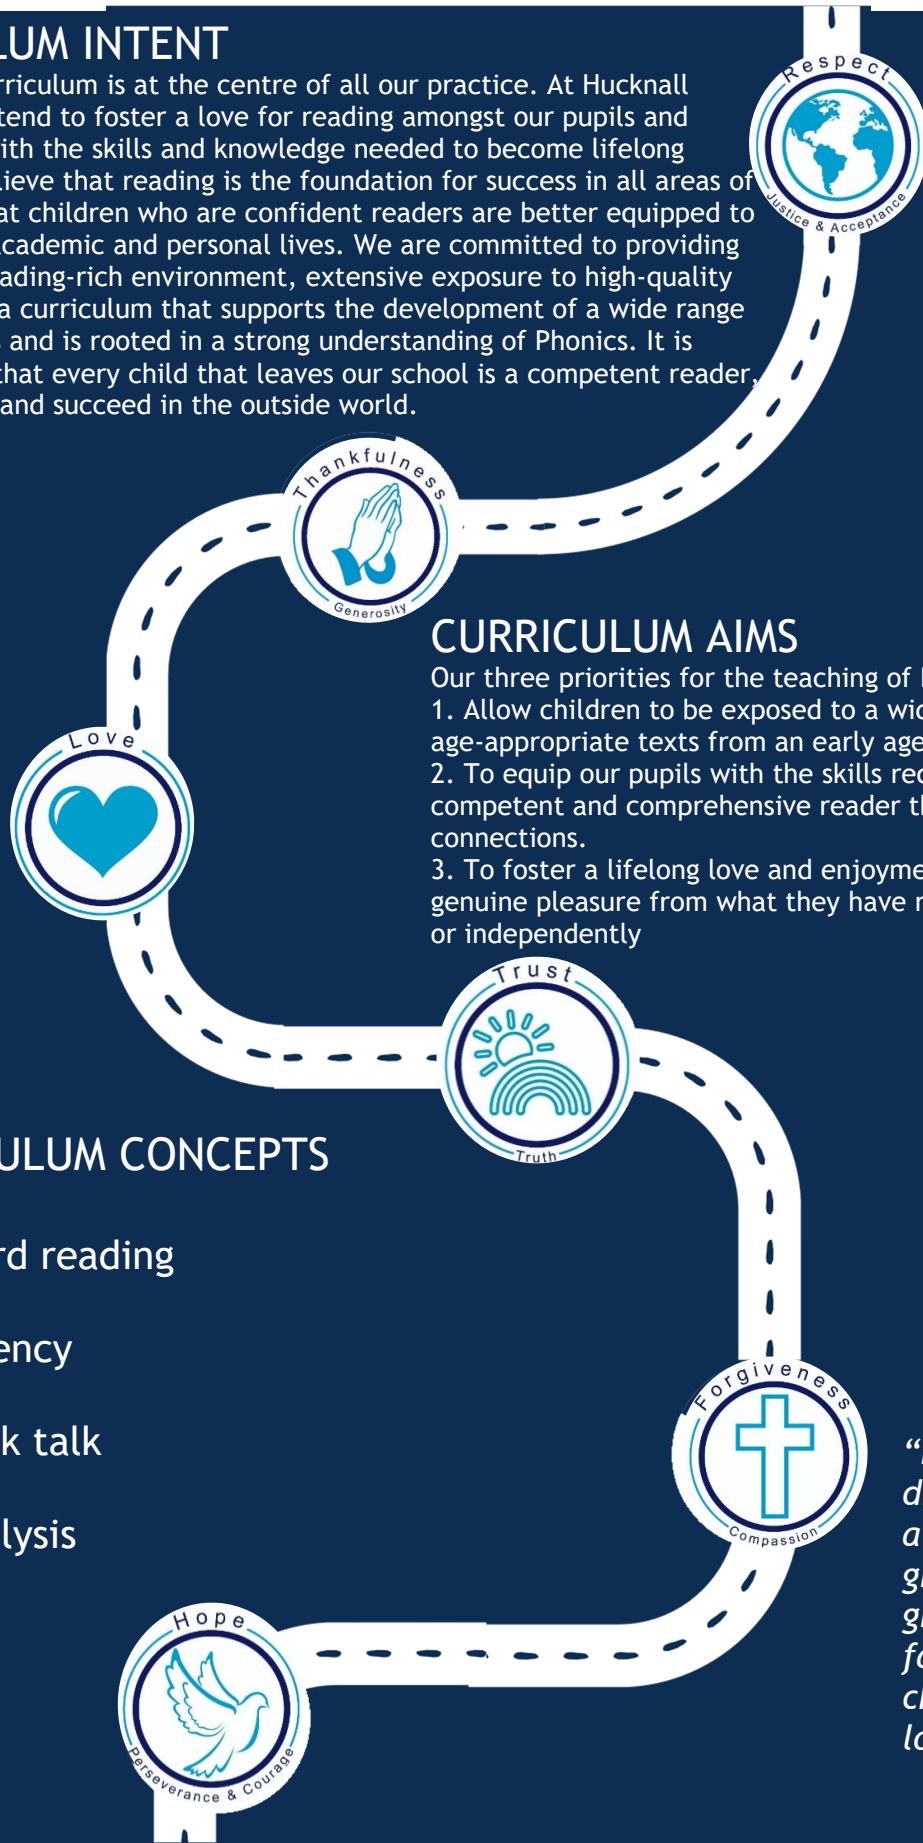 LUM INTENT
rriculum is at the centre of all our practice. At Hucknall
tend to foster a love for reading amongst our pupils and
ith the skills and knowledge needed to become lifelong
lieve that reading is the foundation for success in all areas of
at children who are confident readers are better equipped to
academic and personal lives. We are committed to providing
ading-rich environment, extensive exposure to high-quality
a curriculum that supports the development of a wide range
s and is rooted in a strong understanding of Phonics. It is
that every child that leaves our school is a competent reader,
and succeed in the outside world.
Respect
Justice & Acceptance
Thankfulness
Generosity
CURRICULUM AIMS
Our three priorities for the teaching of
1. Allow children to be exposed to a wid
age-appropriate texts from an early age
2. To equip our pupils with the skills req
competent and comprehensive reader th
connections.
3. To foster a lifelong love and enjoyme
genuine pleasure from what they have r
or independently
Love
Trust
Truth
ULUM CONCEPTS
rd reading
ency
k talk
lysis
Forgiveness
Compassion
d
a
gr
gr
fo
ch
lo
Hope
Perseverance & Courage